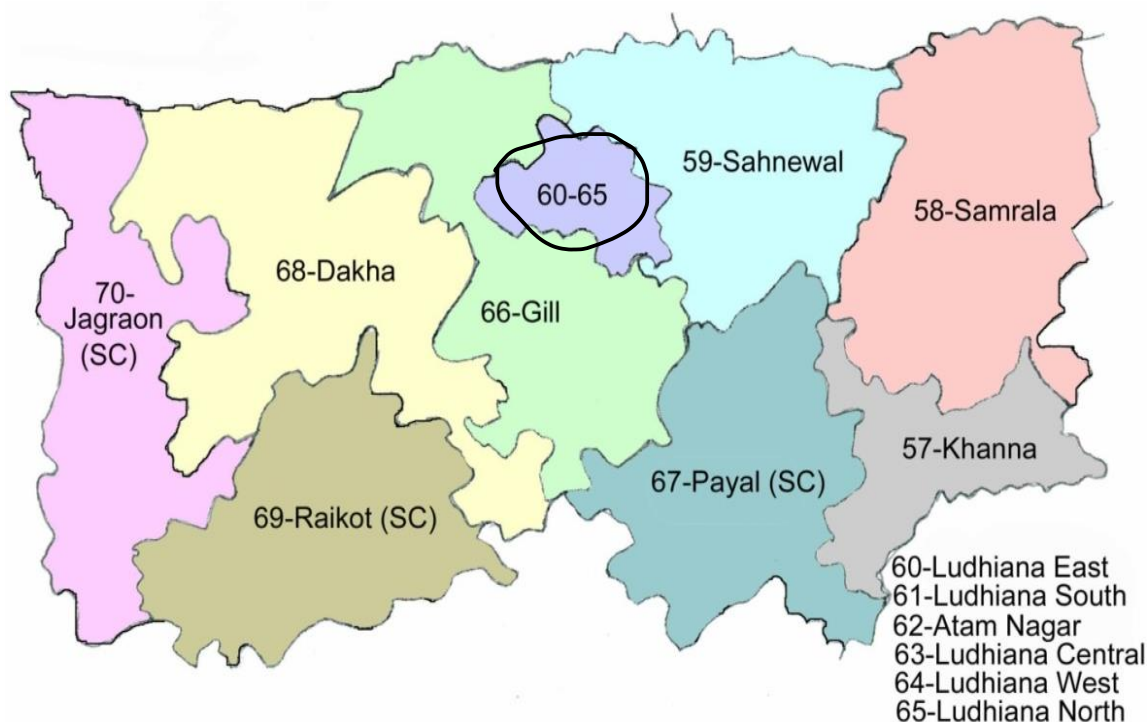 59-Sahnewal
60-65
58-Samrala
68-Dakha
70-
Jagraon
(SC)
66-Gill
57-Khanna
67-Payal (SC)
69-Raikot (SC)
60-Ludhiana East
61-Ludhiana South
62-Atam Nagar
63-Ludhiana Central
64-Ludhiana West
65-Ludhiana North